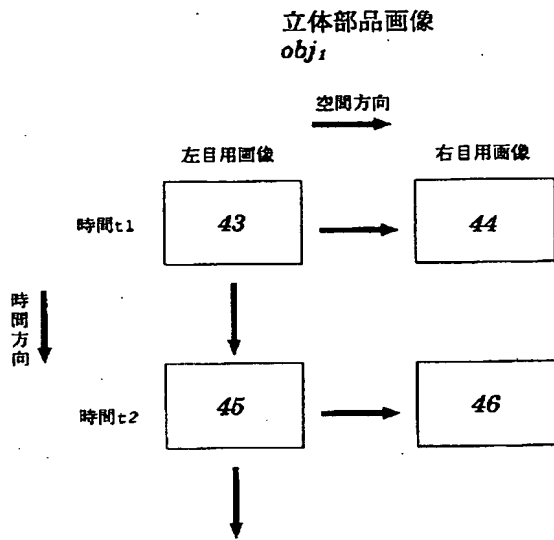 立体部品画像
obj₁
空間方向
左目用画像
右目用画像
時間t1
43
44
時間方向
時間t2
45
46